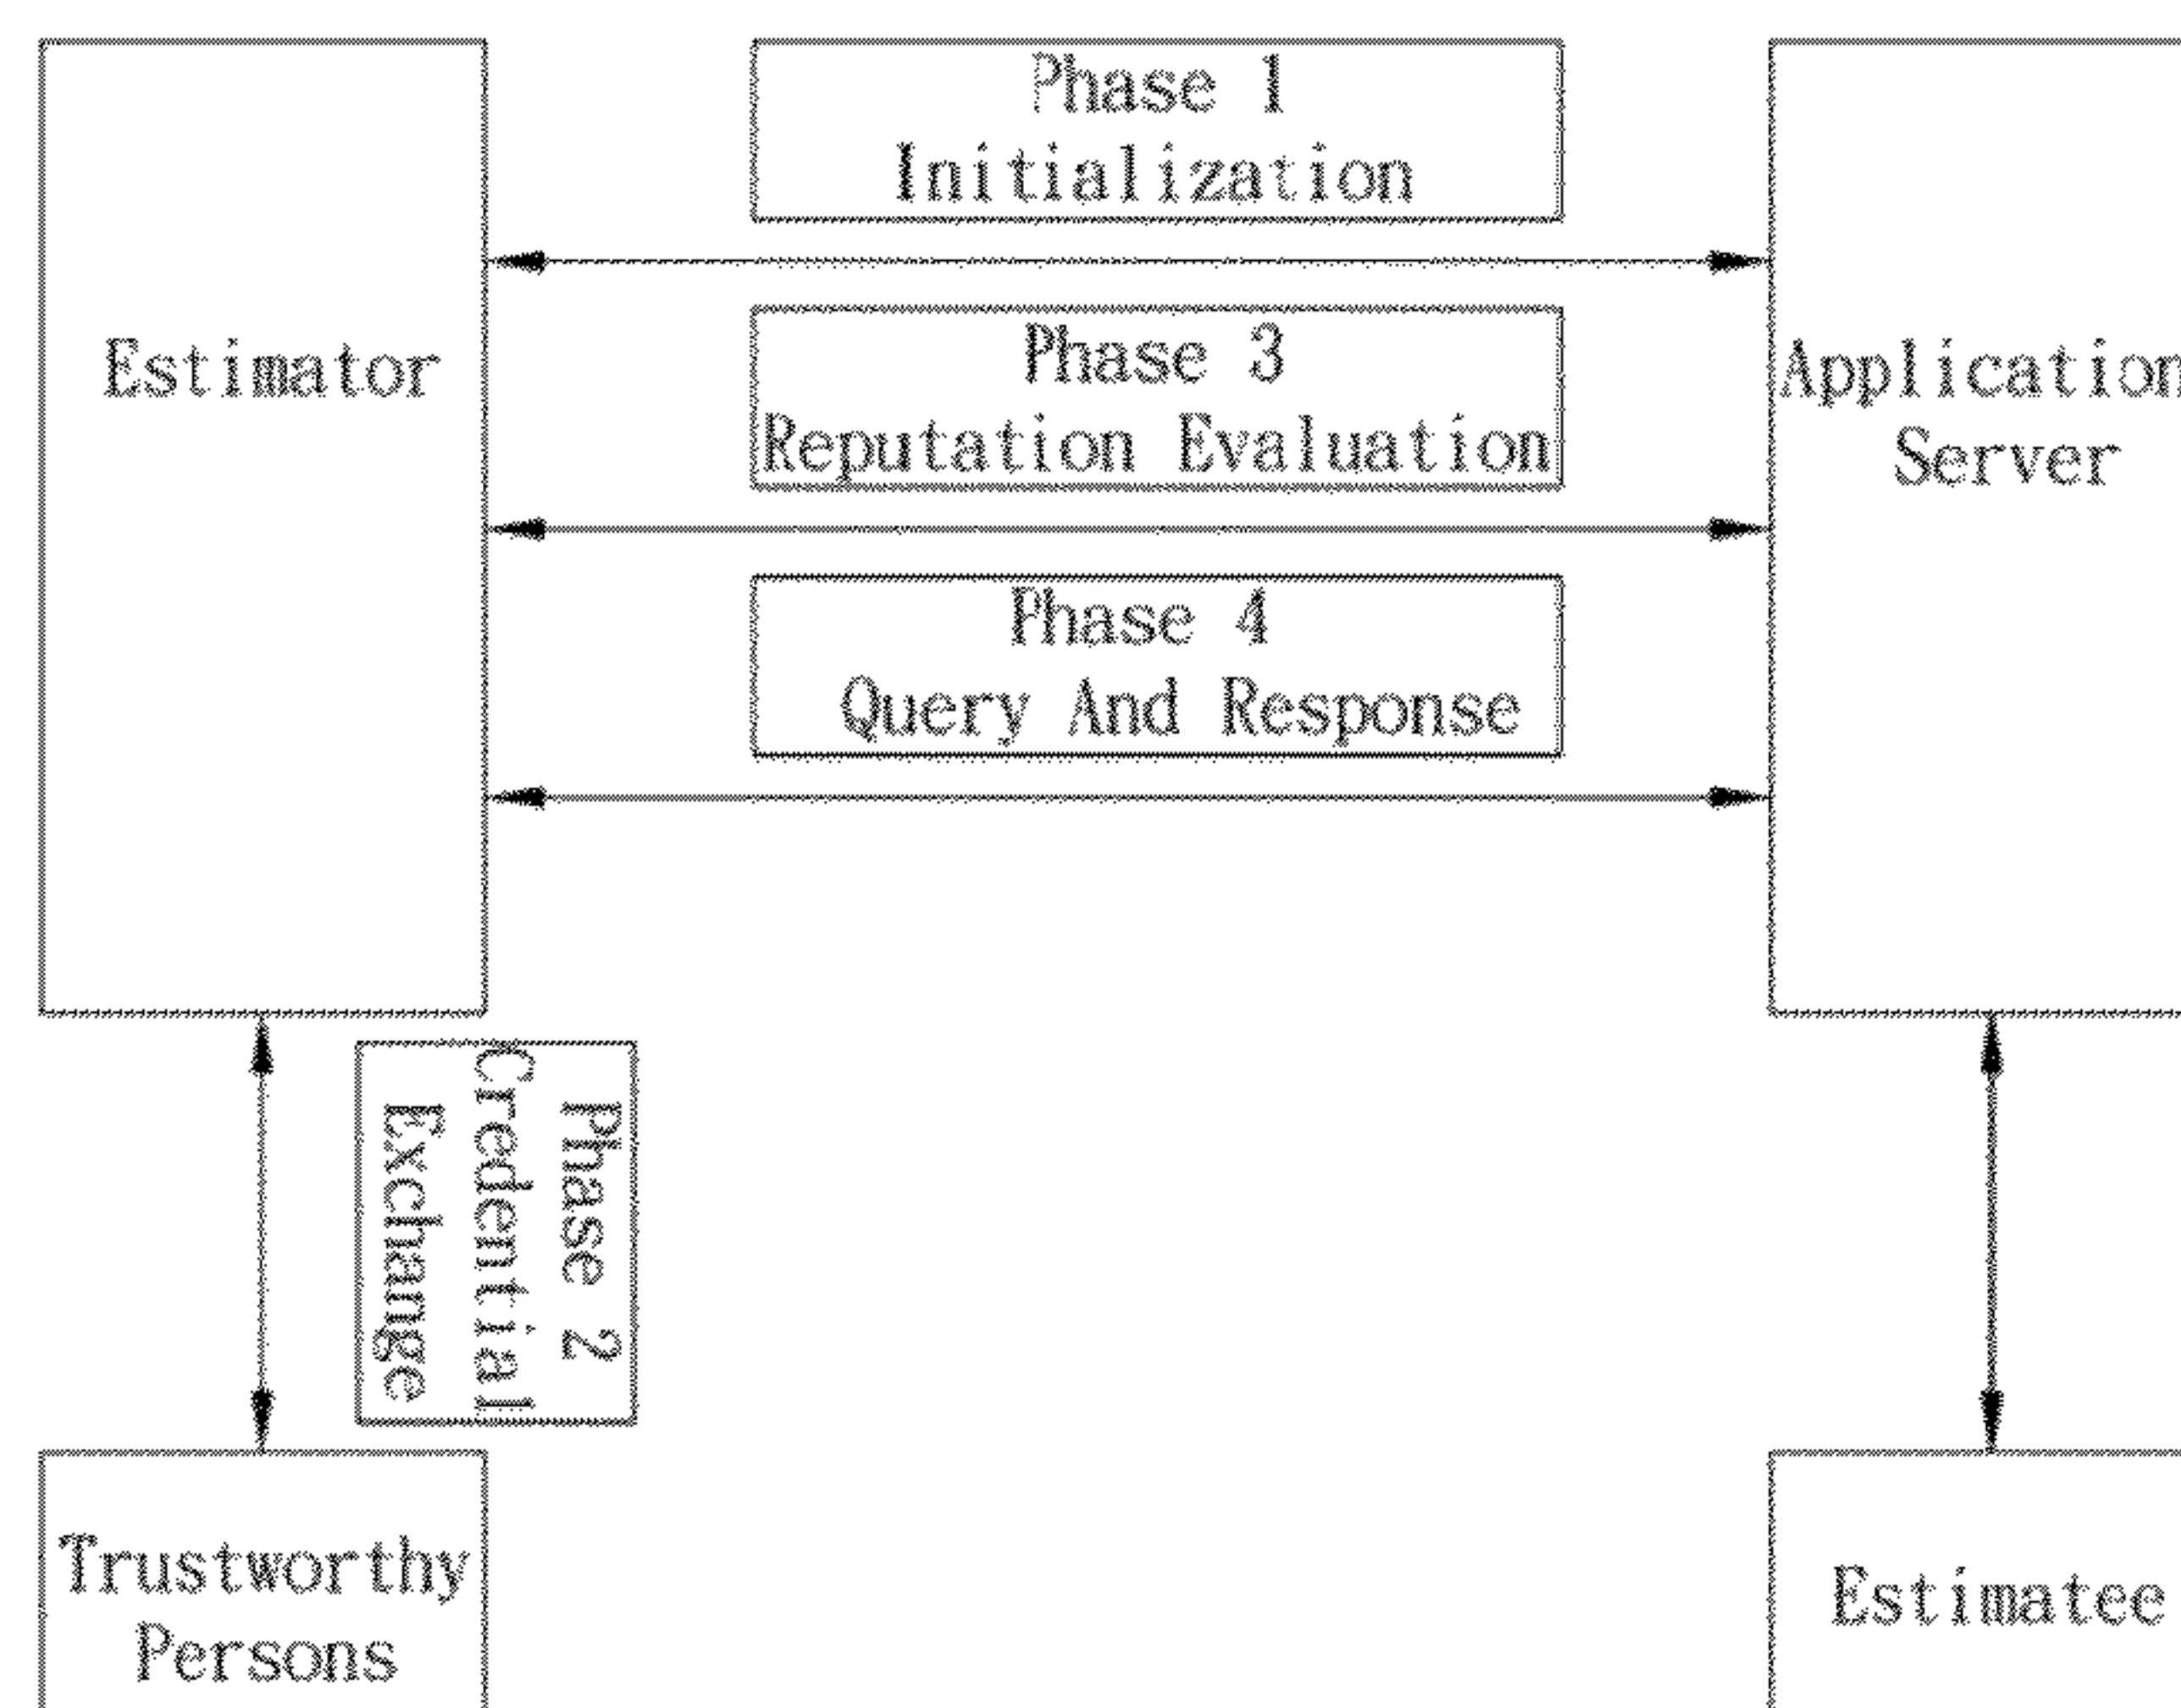 Phase 1
Initialization
Estimator
Phase 3
Reputation Evaluation
Application
Server
Phase 4
Query And Response
Phase 2
Credential
Exchange
Trustworthy
Persons
Estimatee